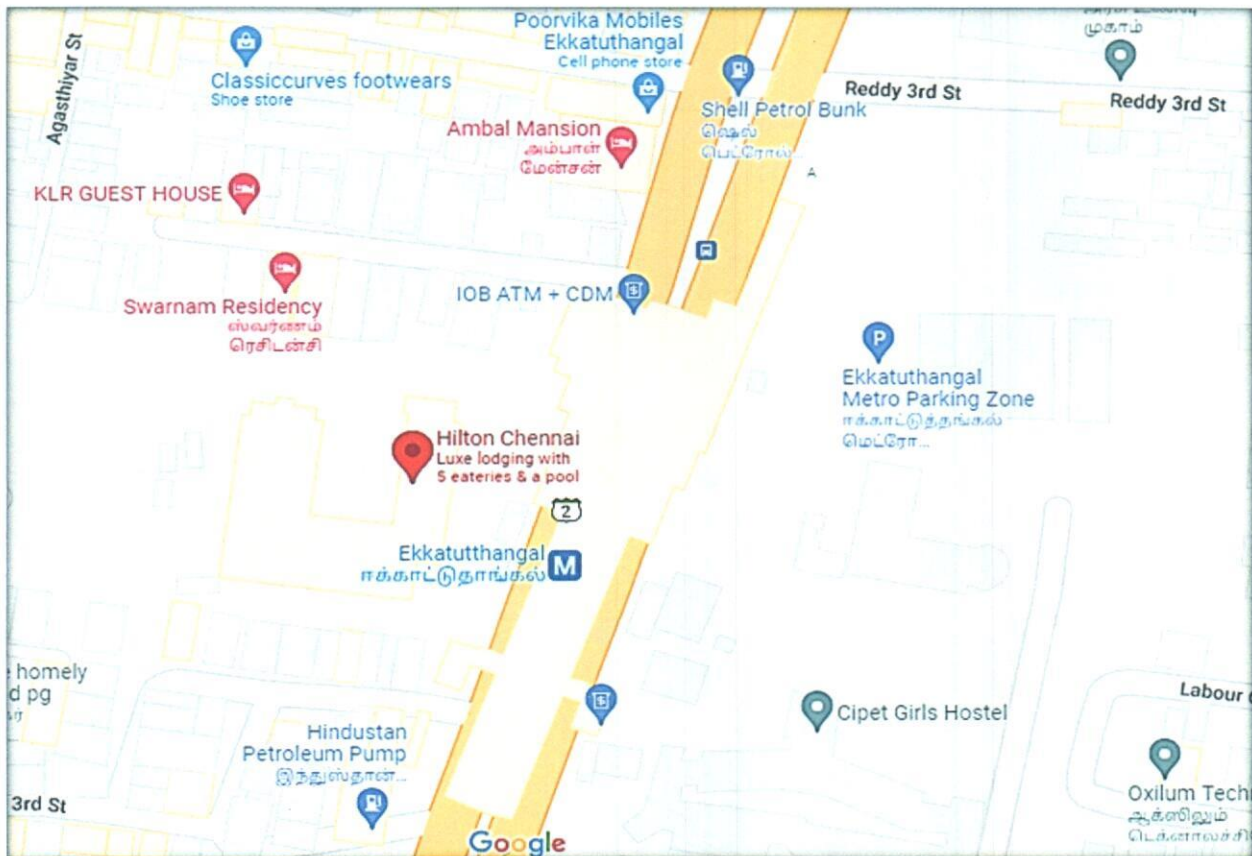 முகாம்
Poorvika Mobiles
Ekkatuthangal
Cell phone store
Agasthiyar St
Classiccurves footwears
Shoe store
Shell Petrol Bunk
ஷெல்
பெட்ரோல்...
Reddy 3rd St
Reddy 3rd St
Ambal Mansion
அம்பாள்
மேன்சன்
A
KLR GUEST HOUSE
IOB ATM + CDM
Swarnam Residency
ஸ்வர்ணம்
ரெசிடன்சி
Ekkatuthangal
Metro Parking Zone
ஈக்காட்டுத்தங்கல்
மெட்ரோ...
Hilton Chennai
Luxe lodging with
5 eateries & a pool
2
Ekkatutthangal
ஈக்காட்டுதாங்கல்
M
homely
d pg
Labour
Cipet Girls Hostel
Hindustan
Petroleum Pump
இந்துஸ்தான்...
3rd St
Oxilum Tech
ஆக்ஸிலும்
டெக்னாலச்சி
Google